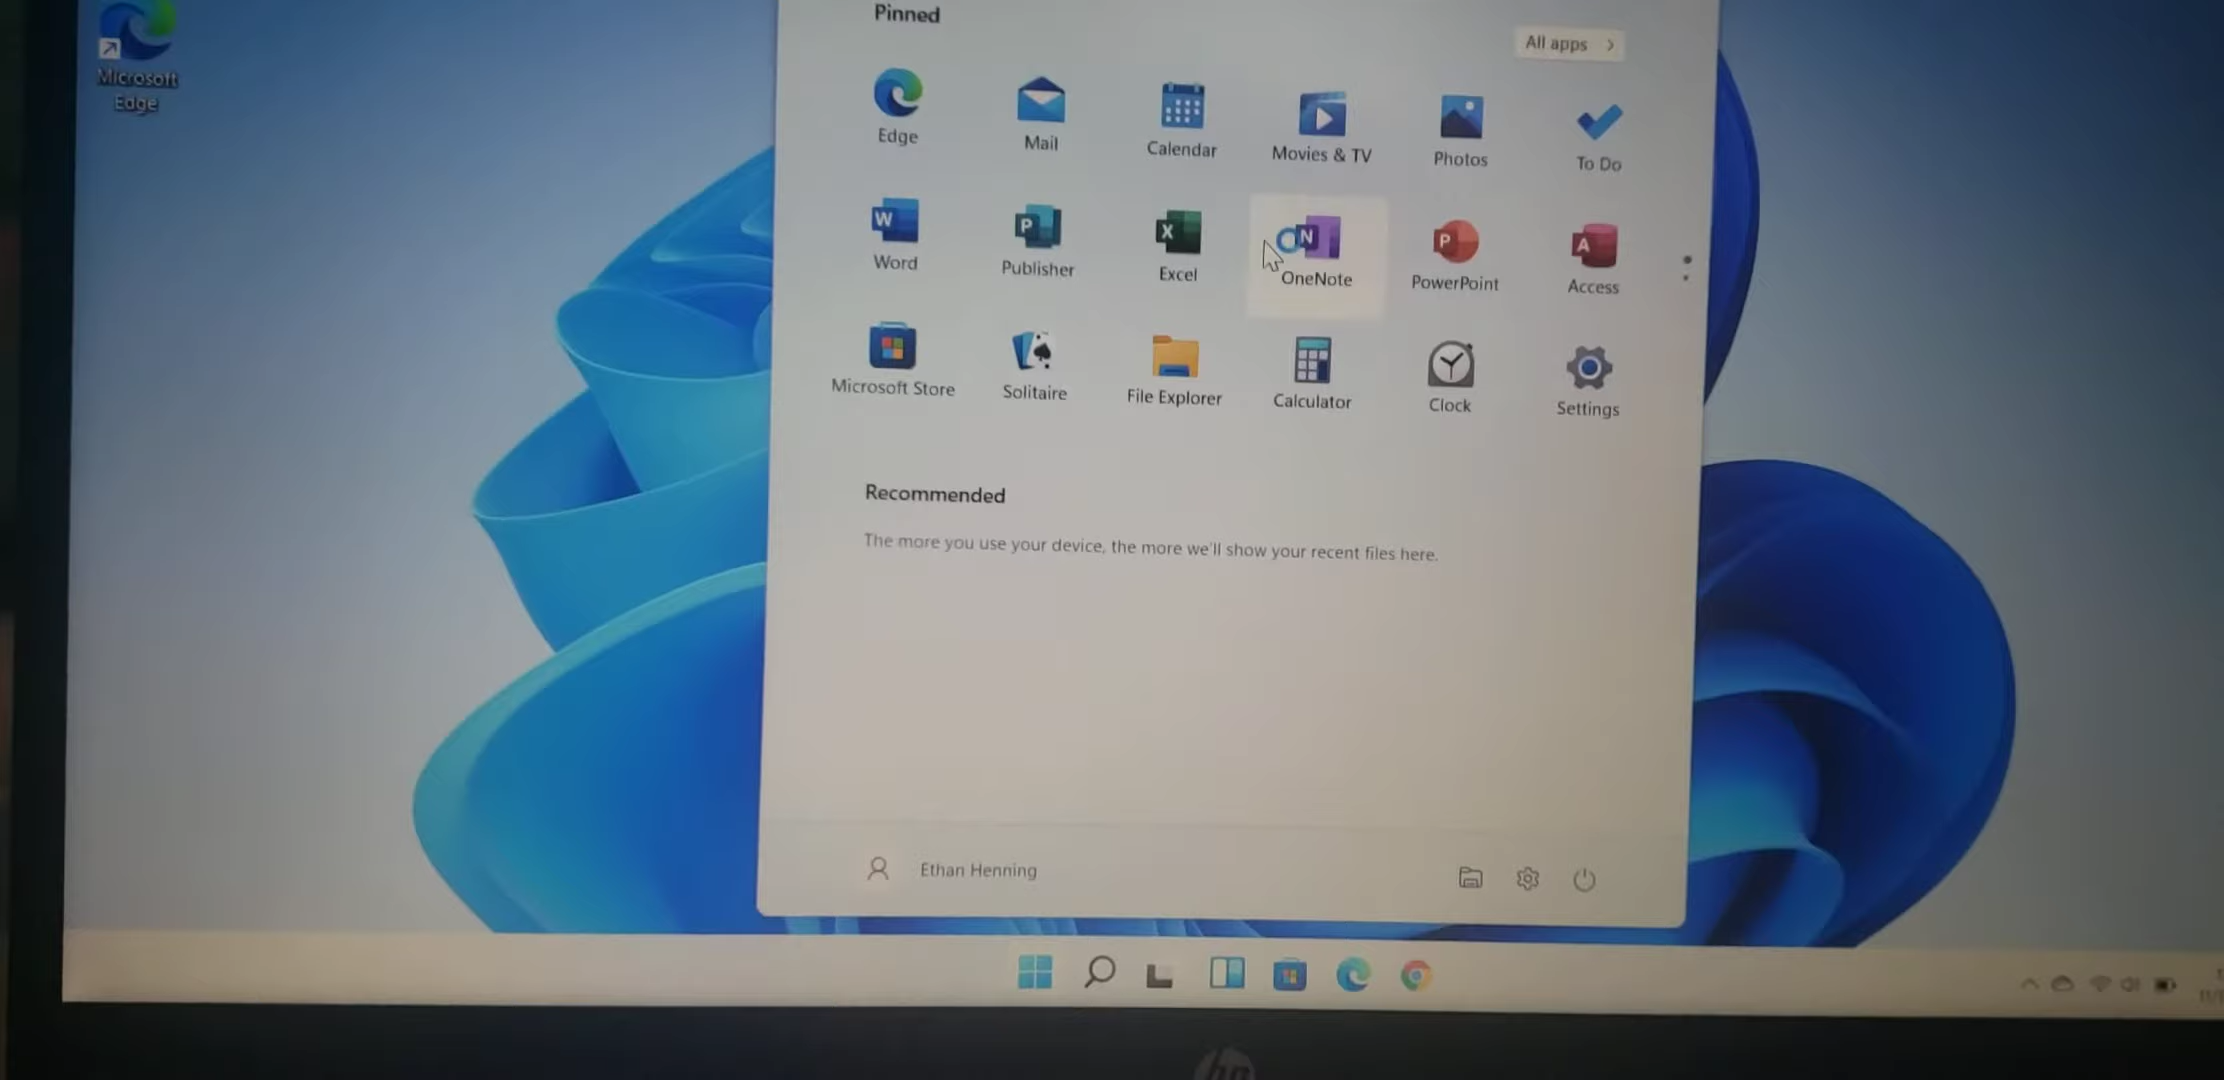 Pinned
All apps
Microsoft
Edge
Edge
Mail
Calendar
Movies & TV
Photos
To Do
W
P
X
N
P
A
Word
Publisher
Excel
OneNote
PowerPoint
Access
Microsoft Store
Solitaire
File Explorer
Calculator
Clock
Settings
Recommended
The more you use your device, the more we'll show your recent files here.
Ethan Henning
hp